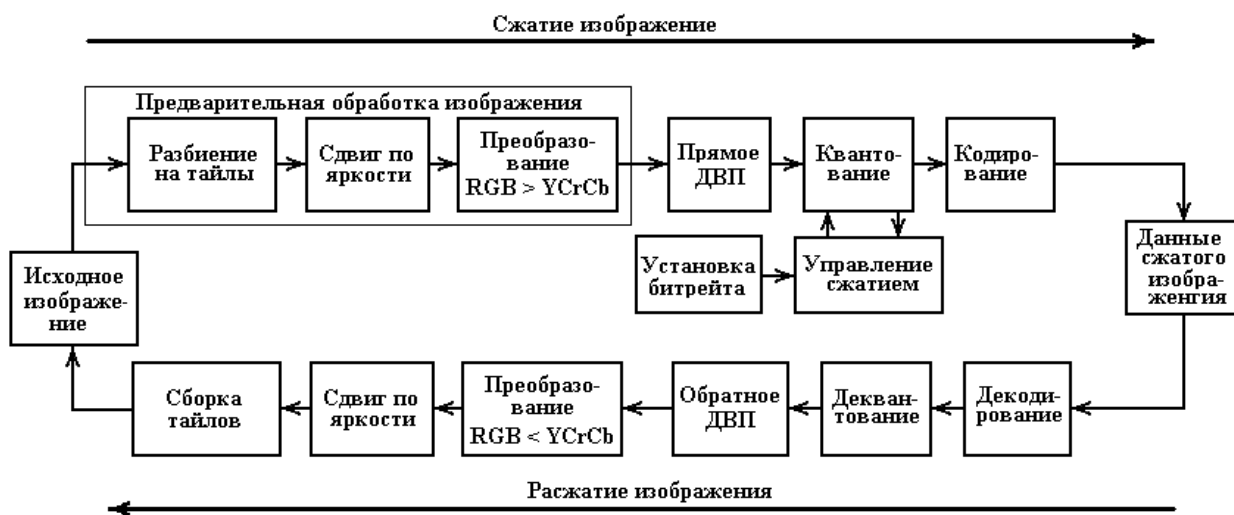 Сжатие изображение
Предварительная обработка изображения
Разбиение
на тайлы
Сдвиг по
яркости
Преобразо-
вание
RGB > YCrCb
Прямое
ДВП
Кванто-
вание
Кодиро-
вание
Исходное
изображе-
ние
Установка
битрейта
Управление
сжатием
Данные
сжатого
изобра-
женгия
Сборка
тайлов
Сдвиг по
яркости
Преобразо-
вание
RGB < YCrCb
Обратное
ДВП
Декван-
тование
Декоди-
рование
Расжатие изображения